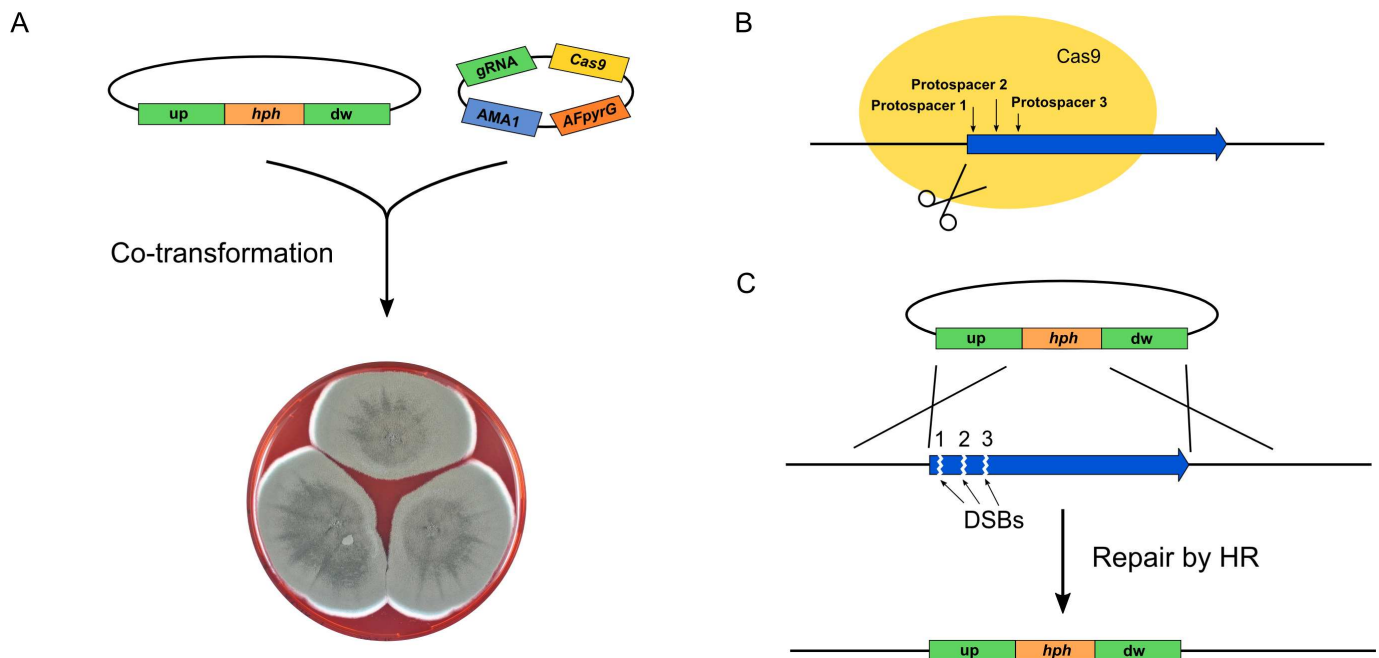 A
up hph dw
gRNA Cas9
AMA1 AFpyrG
Co-transformation
B
Cas9
Protospacer 2
Protospacer 1 Protospacer 3
C
up hph dw
1 2 3
DSBs
Repair by HR
up hph dw